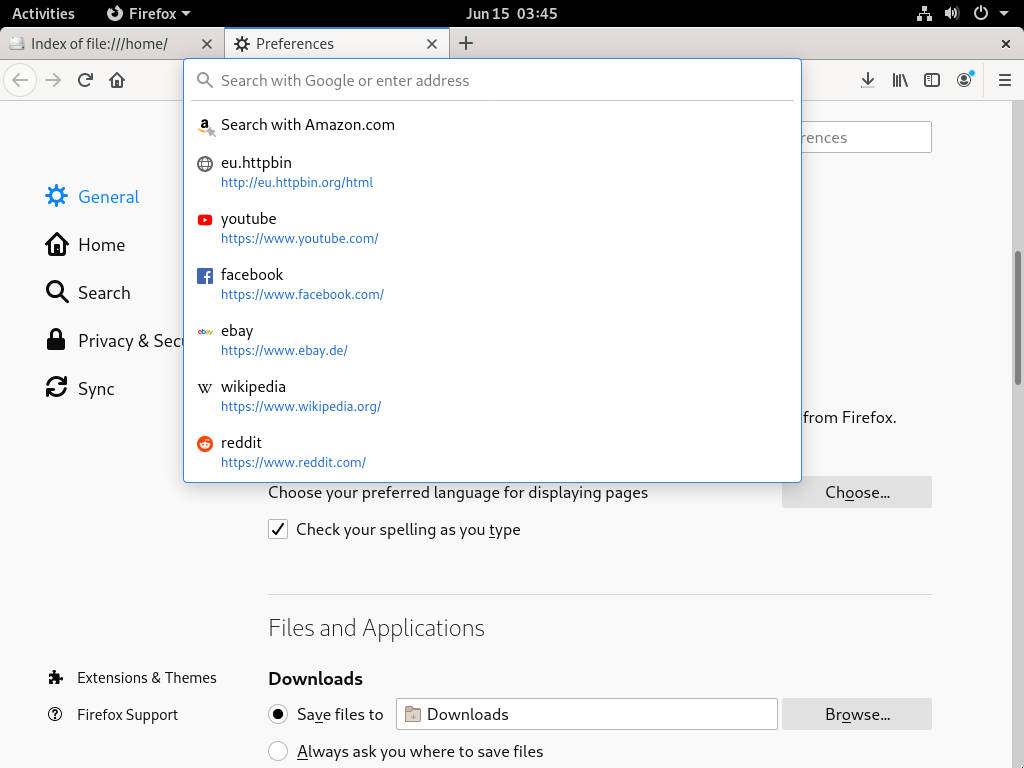 Activities
Firefox
Jun 15 03:45
Index of file:///home/
Preferences
Search with Google or enter address
Search with Amazon.com
eu.httpbin
http://eu.httpbin.org/html
youtube
https://www.youtube.com/
facebook
https://www.facebook.com/
ebay
https://www.ebay.de/
wikipedia
https://www.wikipedia.org/
reddit
https://www.reddit.com/
rences
General
Home
Search
Privacy & Secu
Sync
from Firefox.
Choose your preferred language for displaying pages
Choose...
Check your spelling as you type
Files and Applications
Extensions & Themes
Firefox Support
Downloads
Save files to
Downloads
Browse...
Always ask you where to save files